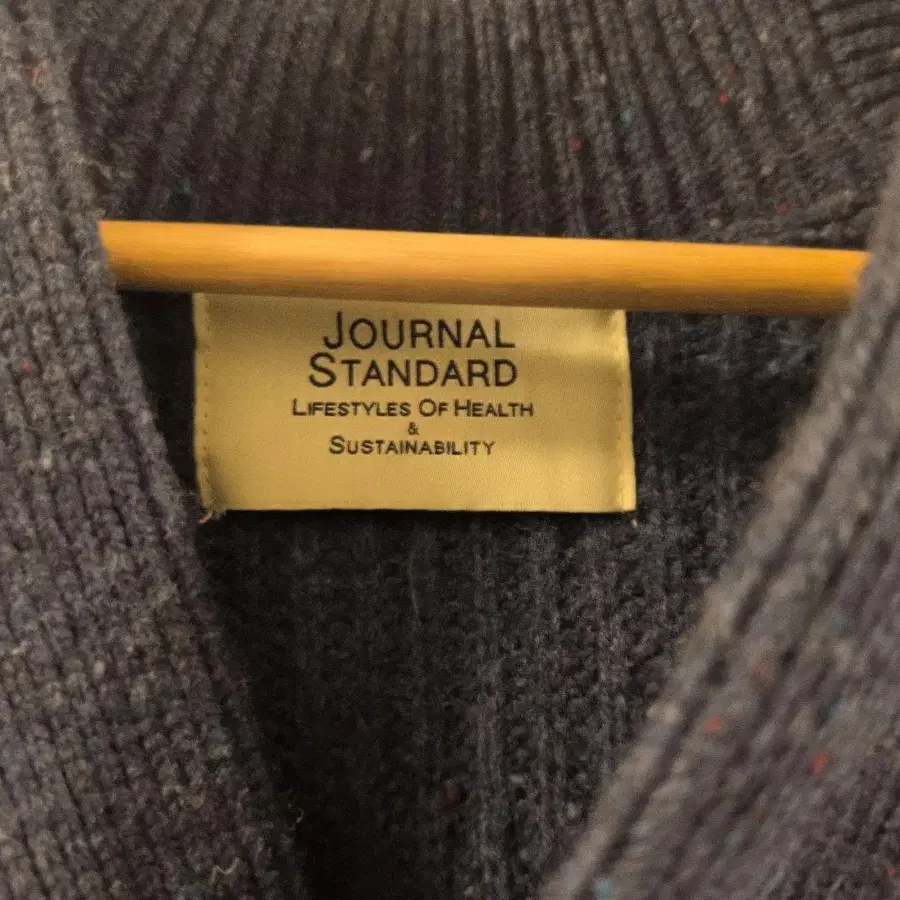 JOURNAL
STANDARD
LIFESTYLES OF HEALTH
&
SUSTAINABILITY